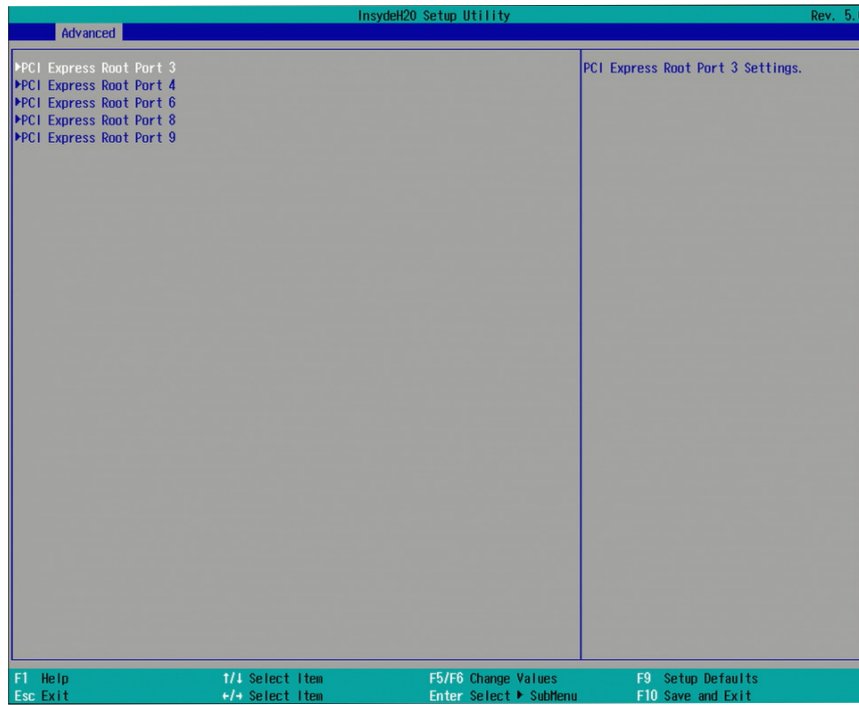 InsydeH20 Setup Utility Rev. 5.
Advanced
▶PCI Express Root Port 3 PCI Express Root Port 3 Settings.
▶PCI Express Root Port 4
▶PCI Express Root Port 6
▶PCI Express Root Port 8
▶PCI Express Root Port 9
F1 Help ↑/↓ Select Item F5/F6 Change Values F9 Setup Defaults
Esc Exit ←/→ Select Item Enter Select ▶ SubMenu F10 Save and Exit